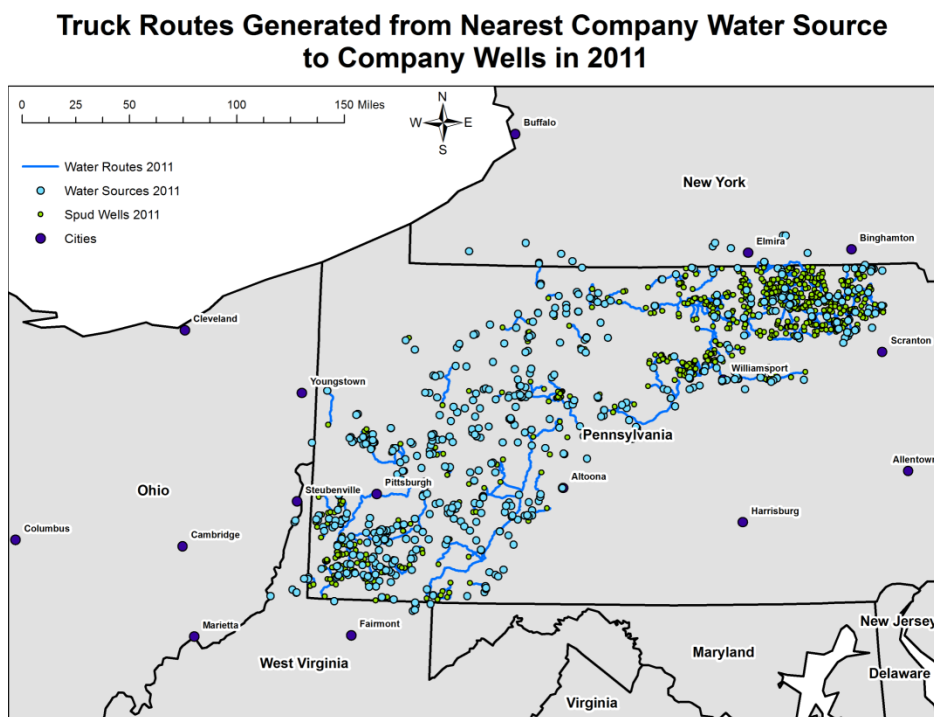 Truck Routes Generated from Nearest Company Water Source
to Company Wells in 2011
0 25 50 100 150 Miles
N
W E
S
Buffalo
Water Routes 2011
Water Sources 2011
Spud Wells 2011
Cities
New York
Elmira
Binghamton
Cleveland
Scranton
Williamsport
Youngstown
Pennsylvania
Allentown
Altoona
Pittsburgh
Ohio
Steubenville
Harrisburg
Columbus
Cambridge
New Jersey
Marietta
Fairmont
Maryland
West Virginia
Delaware
Virginia